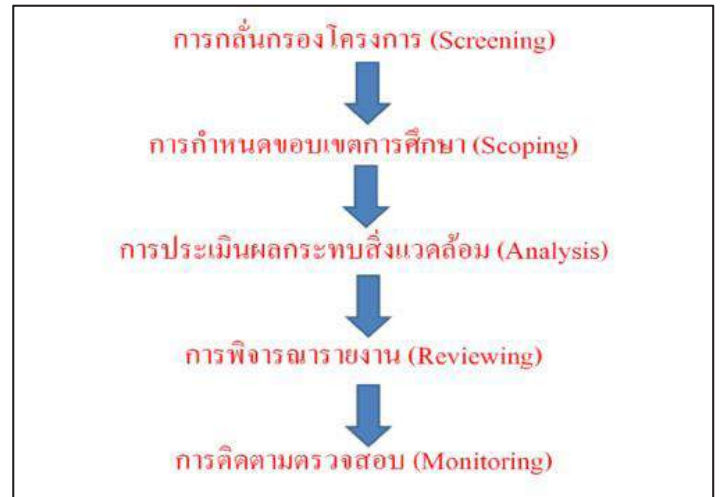 การกลั่นกรองโครงการ (Screening)
การกำหนดขอบเขตการศึกษา (Scoping)
การประเมินผลกระทบสิ่งแวดล้อม (Analysis)
การพิจารณารายงาน (Reviewing)
การติดตามตรวจสอบ (Monitoring)